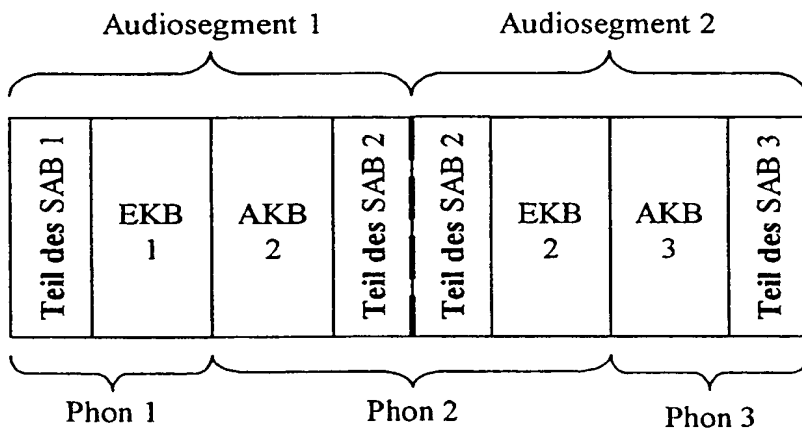 Audiosegment 1
Audiosegment 2
Teil des SAB 1
EKB
1
AKB
2
Teil des SAB 2
Teil des SAB 2
EKB
2
AKB
3
Teil des SAB 3
Phon 1
Phon 2
Phon 3